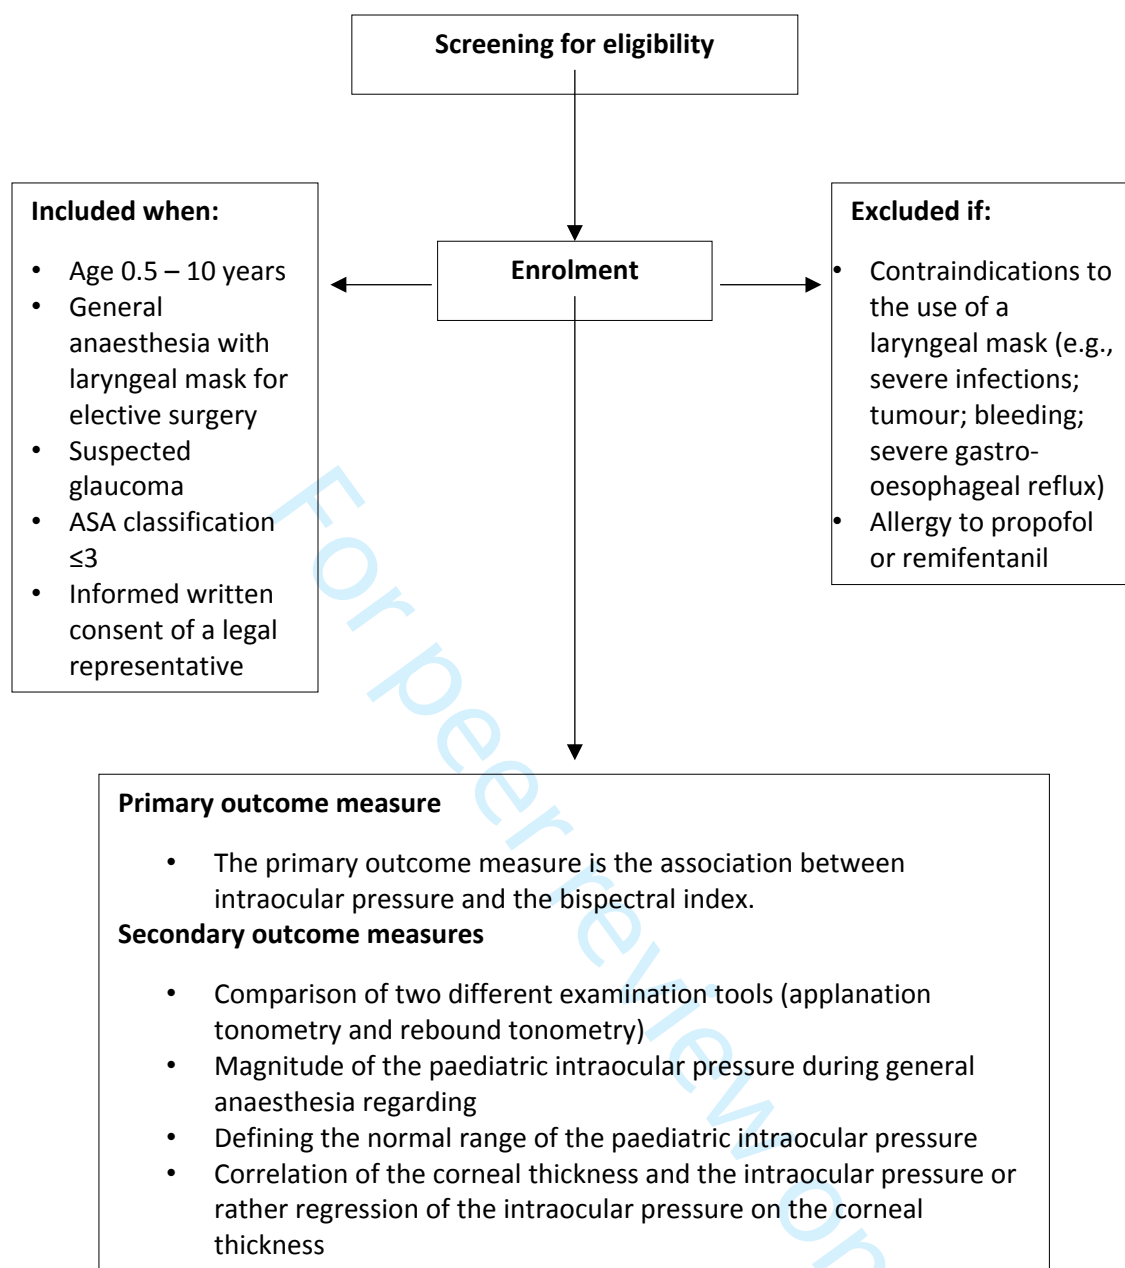 Screening for eligibility
Included when:
• Age 0.5 – 10 years
• General
anaesthesia with
laryngeal mask for
elective surgery
• Suspected
glaucoma
• ASA classification
≤3
• Informed written
consent of a legal
representative
Enrolment
Excluded if:
• Contraindications to
the use of a
laryngeal mask (e.g.,
severe infections;
tumour; bleeding;
severe gastro-
oesophageal reflux)
• Allergy to propofol
or remifentanil
Primary outcome measure
• The primary outcome measure is the association between
intraocular pressure and the bispectral index.
Secondary outcome measures
• Comparison of two different examination tools (applanation
tonometry and rebound tonometry)
• Magnitude of the paediatric intraocular pressure during general
anaesthesia regarding
• Defining the normal range of the paediatric intraocular pressure
• Correlation of the corneal thickness and the intraocular pressure or
rather regression of the intraocular pressure on the corneal
thickness
For peer review on